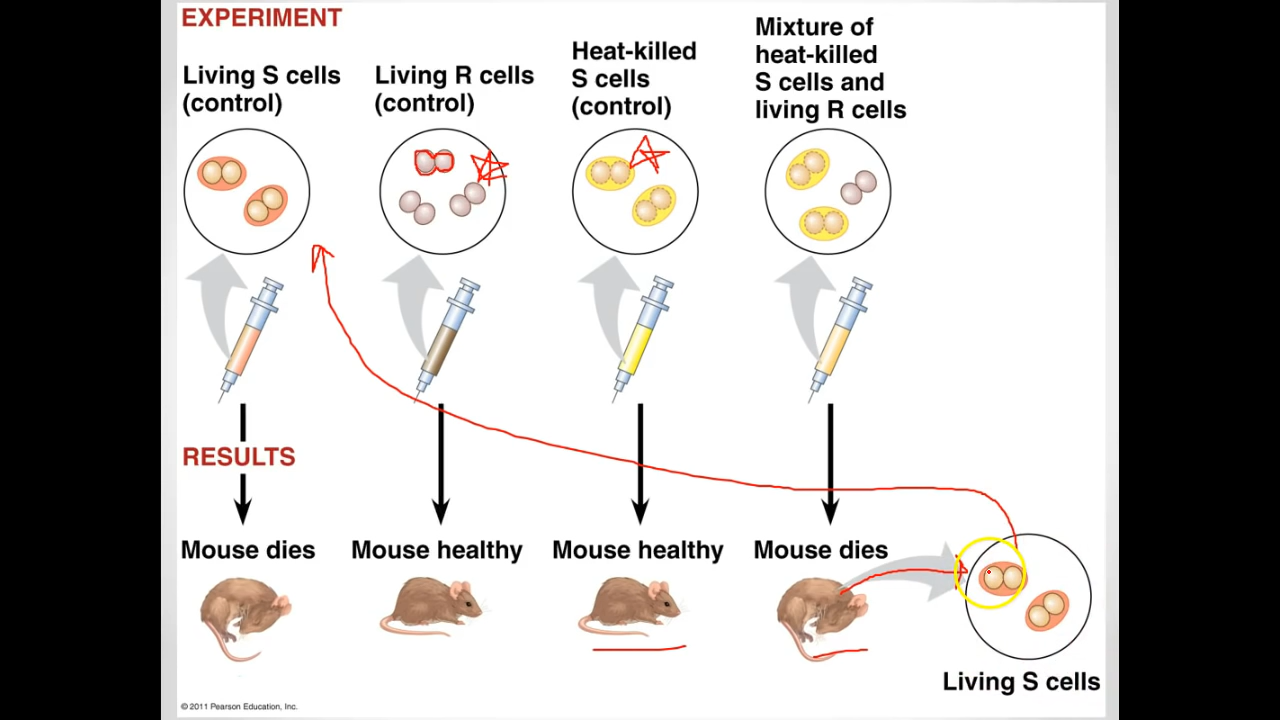 EXPERIMENT
Living S cells
(control)
Living R cells
(control)
Heat-killed
S cells
(control)
Mixture of
heat-killed
S cells and
living R cells
RESULTS
Mouse dies
Mouse healthy
Mouse healthy
Mouse dies
Living S cells
© 2011 Pearson Education, Inc.